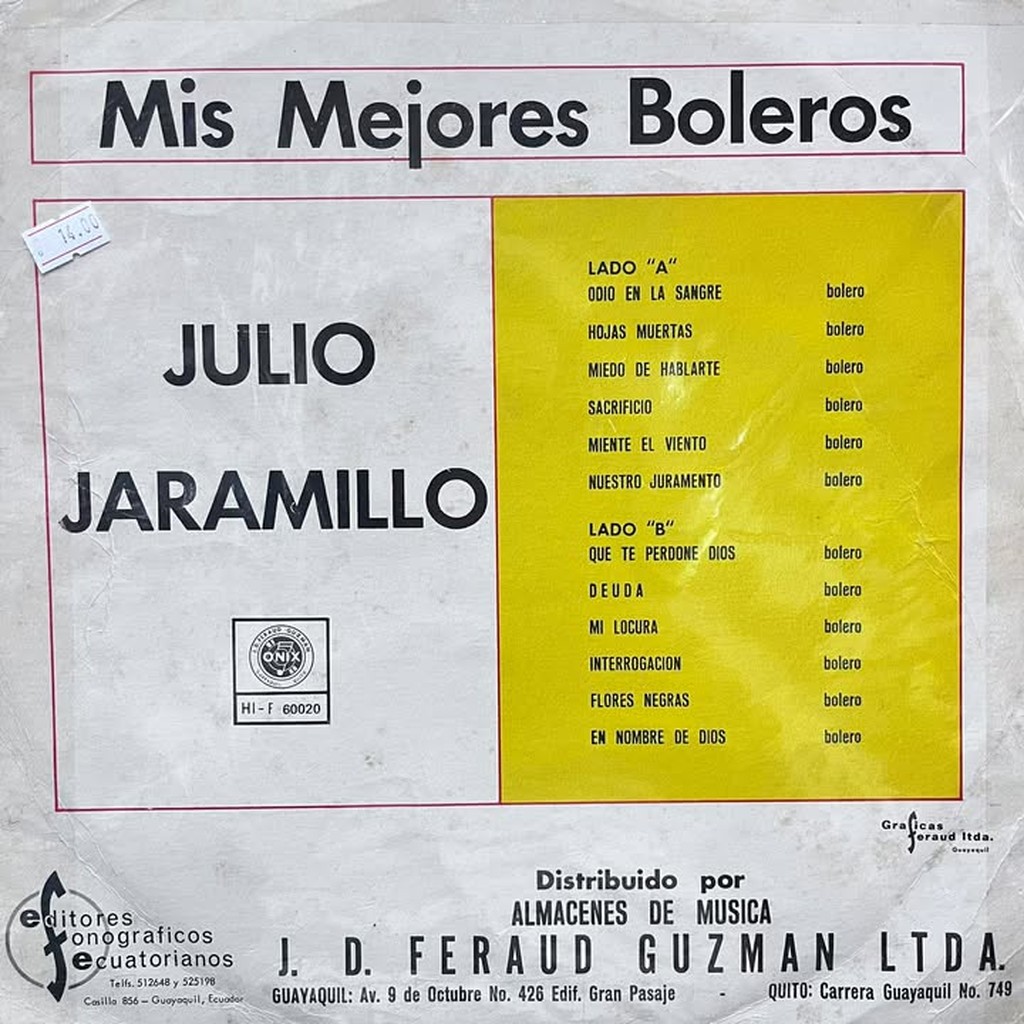 Mis Mejores Boleros
14.00
JULIO
JARAMILLO
ONIX
HI-F 60020
LADO "A"
ODIO EN LA SANGRE bolero
HOJAS MUERTAS bolero
MIEDO DE HABLARTE bolero
SACRIFICIO bolero
MIENTE EL VIENTO bolero
NUESTRO JURAMENTO bolero
LADO "B"
QUE TE PERDONE DIOS bolero
DEUDA bolero
MI LOCURA bolero
INTERROGACION bolero
FLORES NEGRAS bolero
EN NOMBRE DE DIOS bolero
Graficas
feraud ltda.
Guayaquil
editores
fonograficos
ecuatorianos
Telfs. 512648 y 525198
Casilla 856 - Guayaquil, Ecuador
Distribuido por
ALMACENES DE MUSICA
J. D. FERAUD GUZMAN LTDA.
GUAYAQUIL: Av. 9 de Octubre No. 426 Edif. Gran Pasaje - QUITO: Carrera Guayaquil No. 749